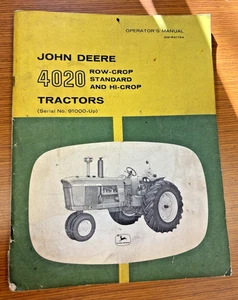 OPERATOR'S MANUAL
JOHN DEERE
4020
ROW-CROP
STANDARD
AND HI-CROP
TRACTORS
(Serial No. 91000-Up)